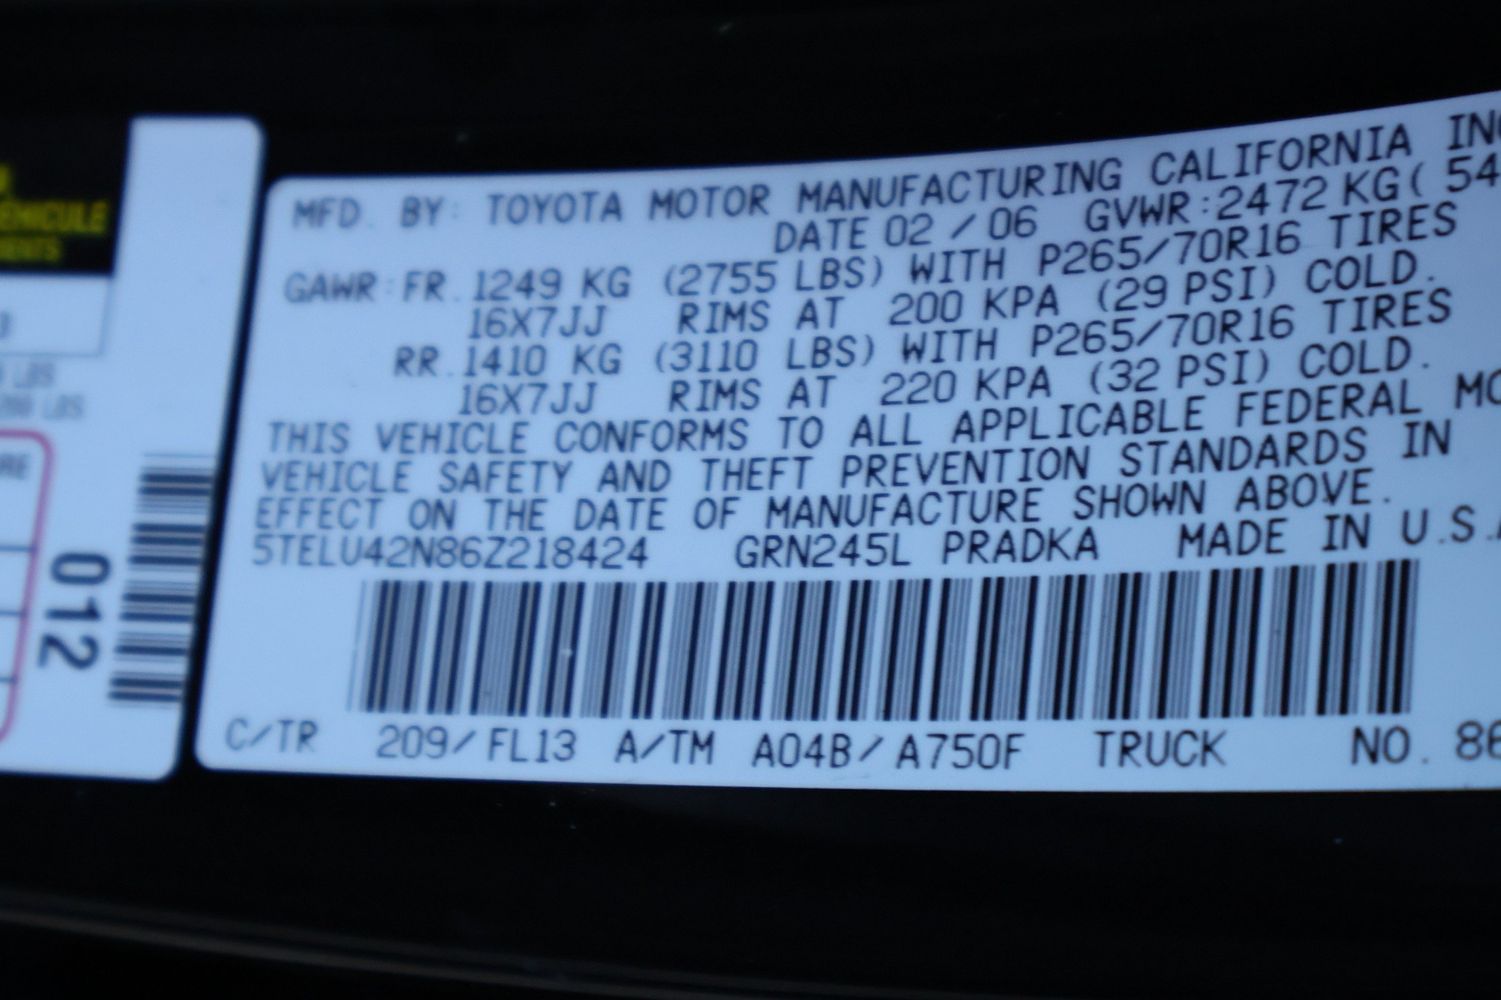 ÉHICULE
LBS
LBS
012
MFD. BY: TOYOTA MOTOR MANUFACTURING CALIFORNIA
DATE 02 / 06 GVWR:2472 KG(
GAWR:FR.1249 KG (2755 LBS) WITH P265/70R16 TIRES
16X7JJ RIMS AT 200 KPA (29 PSI) COLD.
RR.1410 KG (3110 LBS) WITH P265/70R16 TIRES
16X7JJ RIMS AT 220 KPA (32 PSI) COLD.
THIS VEHICLE CONFORMS TO ALL APPLICABLE FEDERAL
VEHICLE SAFETY AND THEFT PREVENTION STANDARDS IN
EFFECT ON THE DATE OF MANUFACTURE SHOWN ABOVE.
5TELU42N86Z218424 GRN245L PRADKA MADE IN U.S.A
C/TR 209/FL13 A/TM A04B/A750F TRUCK NO. 86